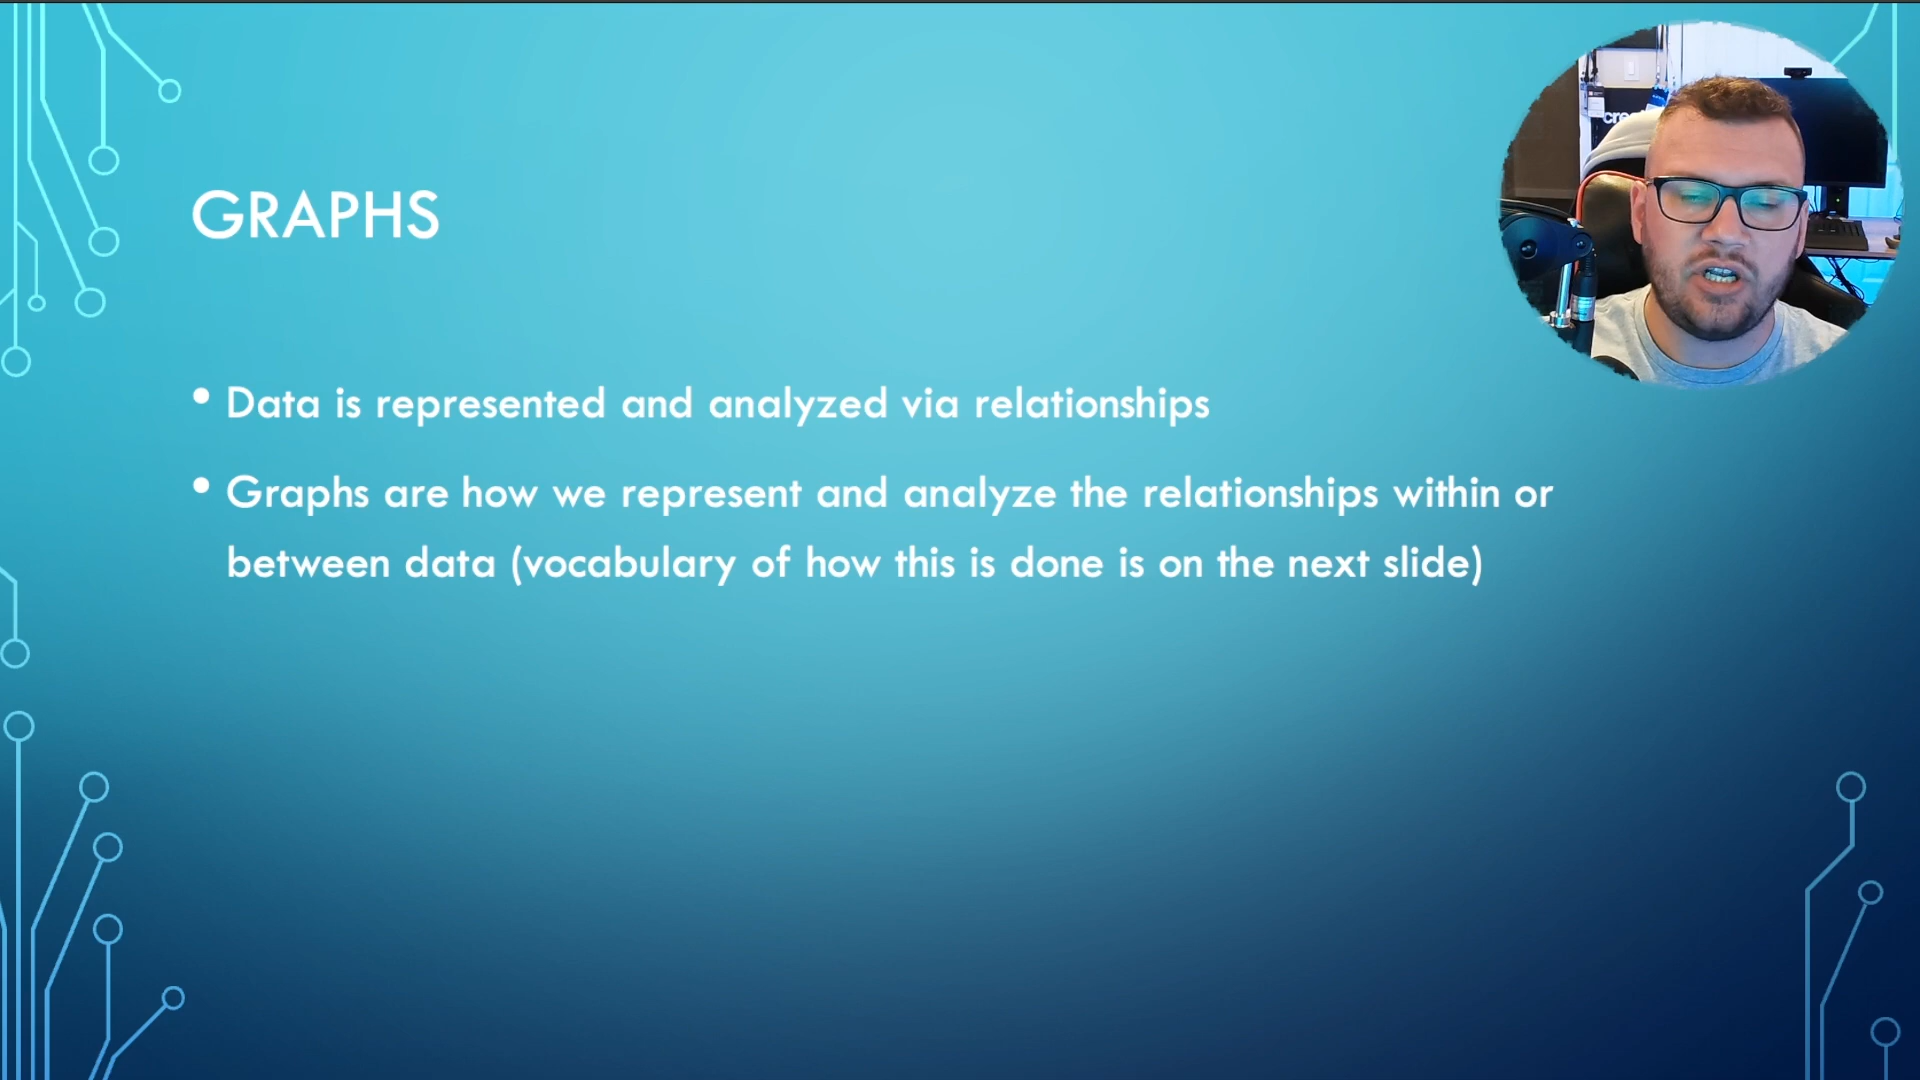 GRAPHS
• Data is represented and analyzed via relationships
• Graphs are how we represent and analyze the relationships within or
between data (vocabulary of how this is done is on the next slide)